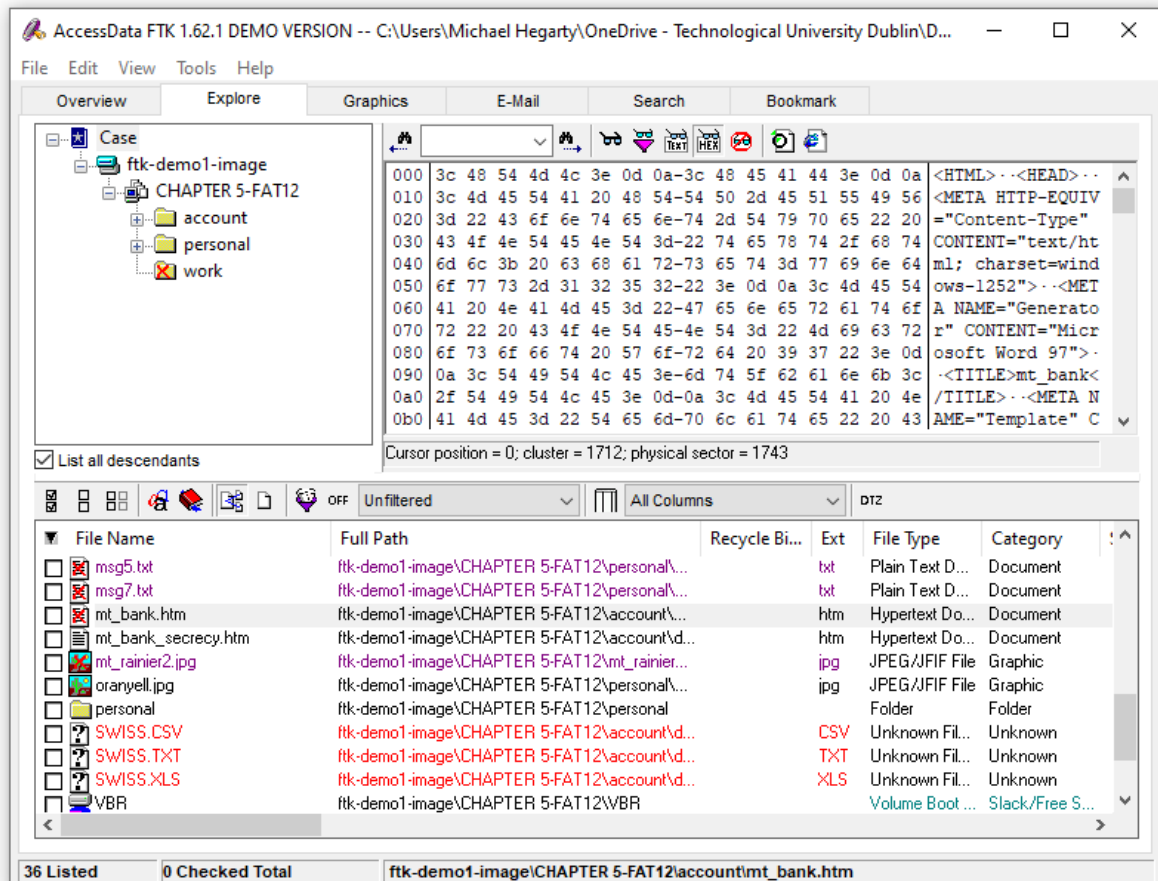 AccessData FTK 1.62.1 DEMO VERSION -- C:\Users\Michael Hegarty\OneDrive - Technological University Dublin\D...
File Edit View Tools Help
Overview Explore Graphics E-Mail Search Bookmark
Case
ftk-demo1-image
CHAPTER 5-FAT12
account
personal
work
List all descendants
TEXT HEX
000 3c 48 54 4d 4c 3e 0d 0a-3c 48 45 41 44 3e 0d 0a <HTML>··<HEAD>··
010 3c 4d 45 54 41 20 48 54-54 50 2d 45 51 55 49 56 <META HTTP-EQUIV
020 3d 22 43 6f 6e 74 65 6e-74 2d 54 79 70 65 22 20 ="Content-Type"
030 43 4f 4e 54 45 4e 54 3d-22 74 65 78 74 2f 68 74 CONTENT="text/ht
040 6d 6c 3b 20 63 68 61 72-73 65 74 3d 77 69 6e 64 ml; charset=wind
050 6f 77 73 2d 31 32 35 32-22 3e 0d 0a 3c 4d 45 54 ows-1252">··<MET
060 41 20 4e 41 4d 45 3d 22-47 65 6e 65 72 61 74 6f A NAME="Generato
070 72 22 20 43 4f 4e 54 45-4e 54 3d 22 4d 69 63 72 r" CONTENT="Micr
080 6f 73 6f 66 74 20 57 6f-72 64 20 39 37 22 3e 0d osoft Word 97">·
090 0a 3c 54 49 54 4c 45 3e-6d 74 5f 62 61 6e 6b 3c ·<TITLE>mt_bank<
0a0 2f 54 49 54 4c 45 3e 0d-0a 3c 4d 45 54 41 20 4e /TITLE>··<META N
0b0 41 4d 45 3d 22 54 65 6d-70 6c 61 74 65 22 20 43 AME="Template" C
Cursor position = 0; cluster = 1712; physical sector = 1743
OFF Unfiltered All Columns DTZ
File Name Full Path Recycle Bi... Ext File Type Category
msg5.txt ftk-demo1-image\CHAPTER 5-FAT12\personal\... txt Plain Text D... Document
msg7.txt ftk-demo1-image\CHAPTER 5-FAT12\personal\... txt Plain Text D... Document
mt_bank.htm ftk-demo1-image\CHAPTER 5-FAT12\account\... htm Hypertext Do... Document
mt_bank_secrecy.htm ftk-demo1-image\CHAPTER 5-FAT12\account\d... htm Hypertext Do... Document
mt_rainier2.jpg ftk-demo1-image\CHAPTER 5-FAT12\mt_rainier... jpg JPEG/JFIF File Graphic
oranyell.jpg ftk-demo1-image\CHAPTER 5-FAT12\personal\... jpg JPEG/JFIF File Graphic
personal ftk-demo1-image\CHAPTER 5-FAT12\personal Folder Folder
SWISS.CSV ftk-demo1-image\CHAPTER 5-FAT12\account\d... CSV Unknown Fil... Unknown
SWISS.TXT ftk-demo1-image\CHAPTER 5-FAT12\account\d... TXT Unknown Fil... Unknown
SWISS.XLS ftk-demo1-image\CHAPTER 5-FAT12\account\d... XLS Unknown Fil... Unknown
VBR ftk-demo1-image\CHAPTER 5-FAT12\VBR Volume Boot ... Slack/Free S...
36 Listed 0 Checked Total ftk-demo1-image\CHAPTER 5-FAT12\account\mt_bank.htm